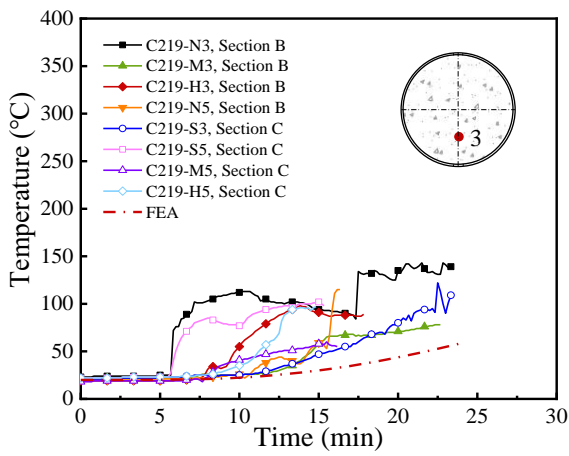 400
350
300
250
200
150
100
50
0
Temperature (°C)
C219-N3, Section B
C219-M3, Section B
C219-H3, Section B
C219-N5, Section B
C219-S3, Section C
C219-S5, Section C
C219-M5, Section C
C219-H5, Section C
FEA
3
0 5 10 15 20 25 30
Time (min)